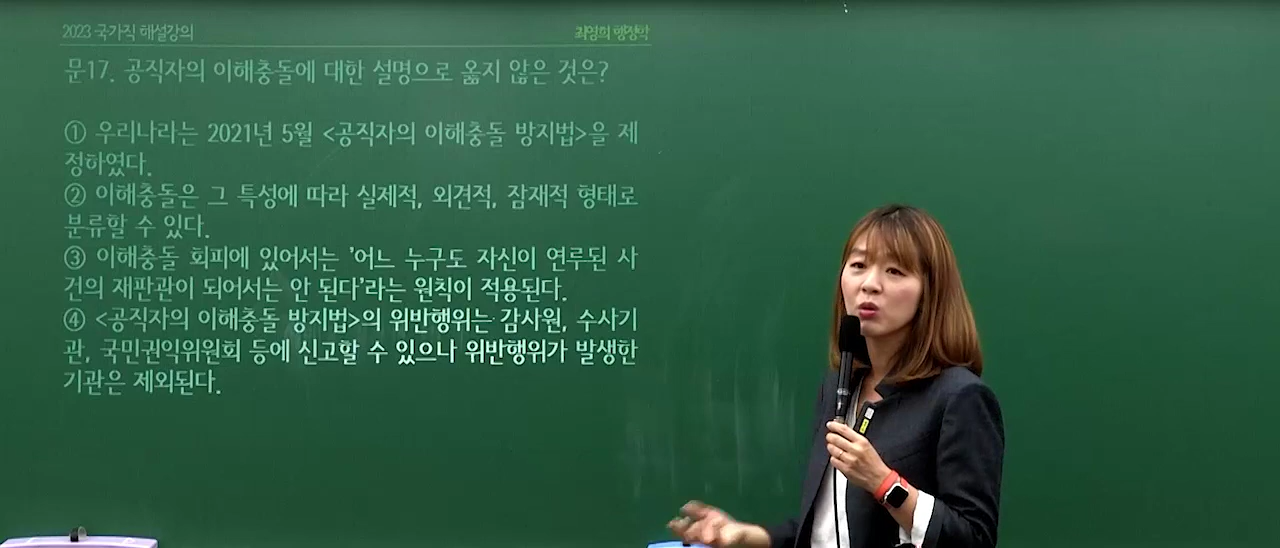 2023 국가직 해설강의
최영희 행정학
문17. 공직자의 이해충돌에 대한 설명으로 옳지 않은 것은?
① 우리나라는 2021년 5월 <공직자의 이해충돌 방지법>을 제
정하였다.
② 이해충돌은 그 특성에 따라 실제적, 외견적, 잠재적 형태로
분류할 수 있다.
③ 이해충돌 회피에 있어서는 '어느 누구도 자신이 연루된 사
건의 재판관이 되어서는 안 된다'라는 원칙이 적용된다.
④ <공직자의 이해충돌 방지법>의 위반행위는 감사원, 수사기
관, 국민권익위원회 등에 신고할 수 있으나 위반행위가 발생한
기관은 제외된다.